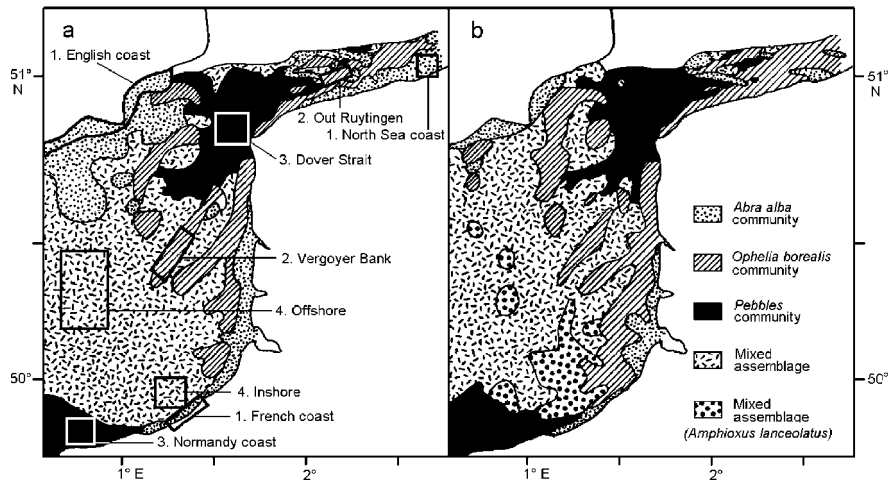 a
1. English coast
51°
N
2. Out Ruytingen
1. North Sea coast
3. Dover Strait
2. Vergoyer Bank
4. Offshore
50°
4. Inshore
1. French coast
3. Normandy coast
1° E
2°
b
51°
N
Abra alba
community
Ophelia borealis
community
Pebbles
community
Mixed
assemblage
50°
Mixed
assemblage
(Amphioxus lanceolatus)
1° E
2°